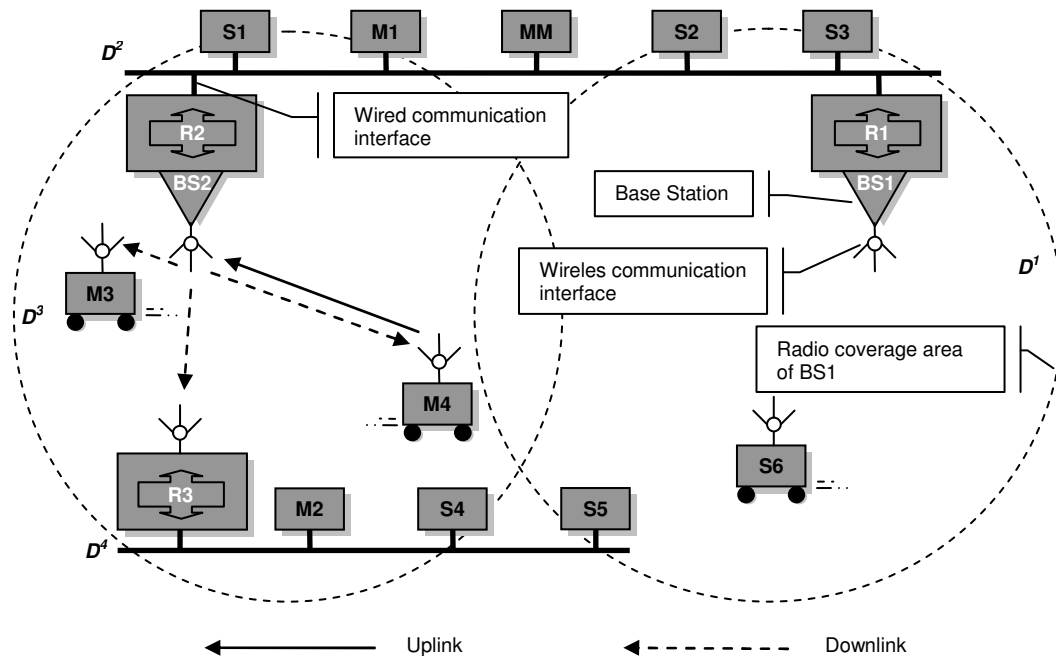 S1
M1
MM
S2
S3
D²
Wired communication
interface
R2
R1
BS2
BS1
Base Station
Wireles communication
interface
D¹
M3
D³
Radio coverage area
of BS1
M4
S6
R3
M2
S4
S5
D⁴
Uplink
Downlink